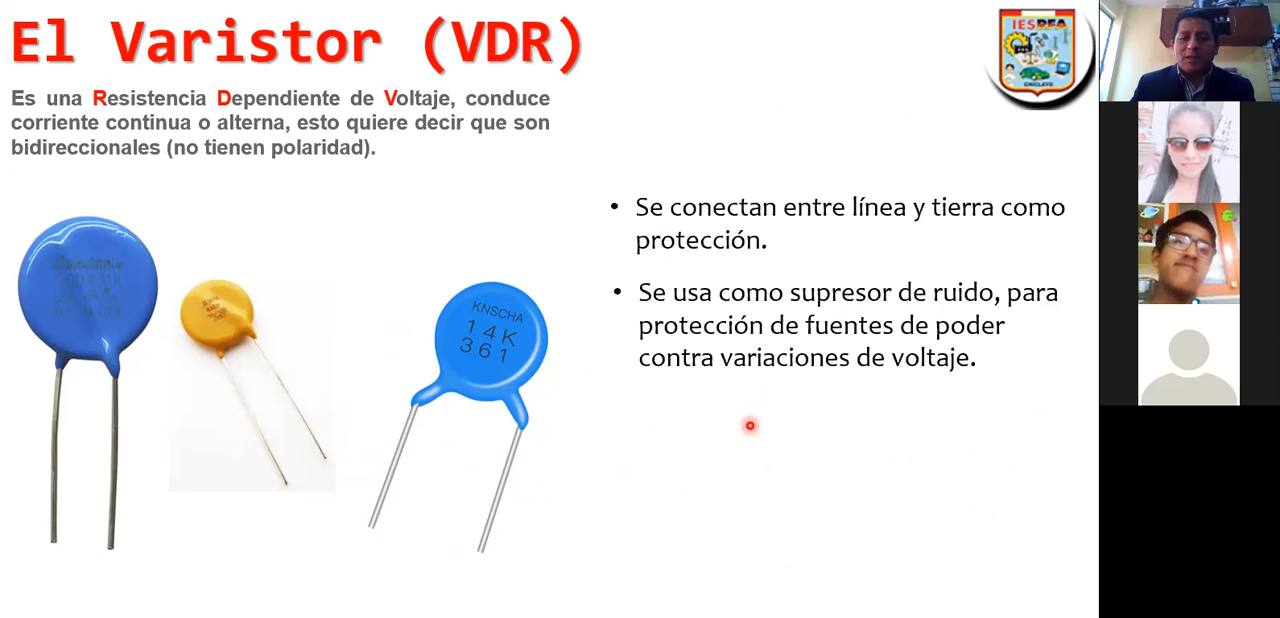 El Varistor (VDR)
Es una Resistencia Dependiente de Voltaje, conduce
corriente continua o alterna, esto quiere decir que son
bidireccionales (no tienen polaridad).
IESRFA
CHICLAYO
• Se conectan entre línea y tierra como
protección.
• Se usa como supresor de ruido, para
protección de fuentes de poder
contra variaciones de voltaje.
KNSCHA
14K
361